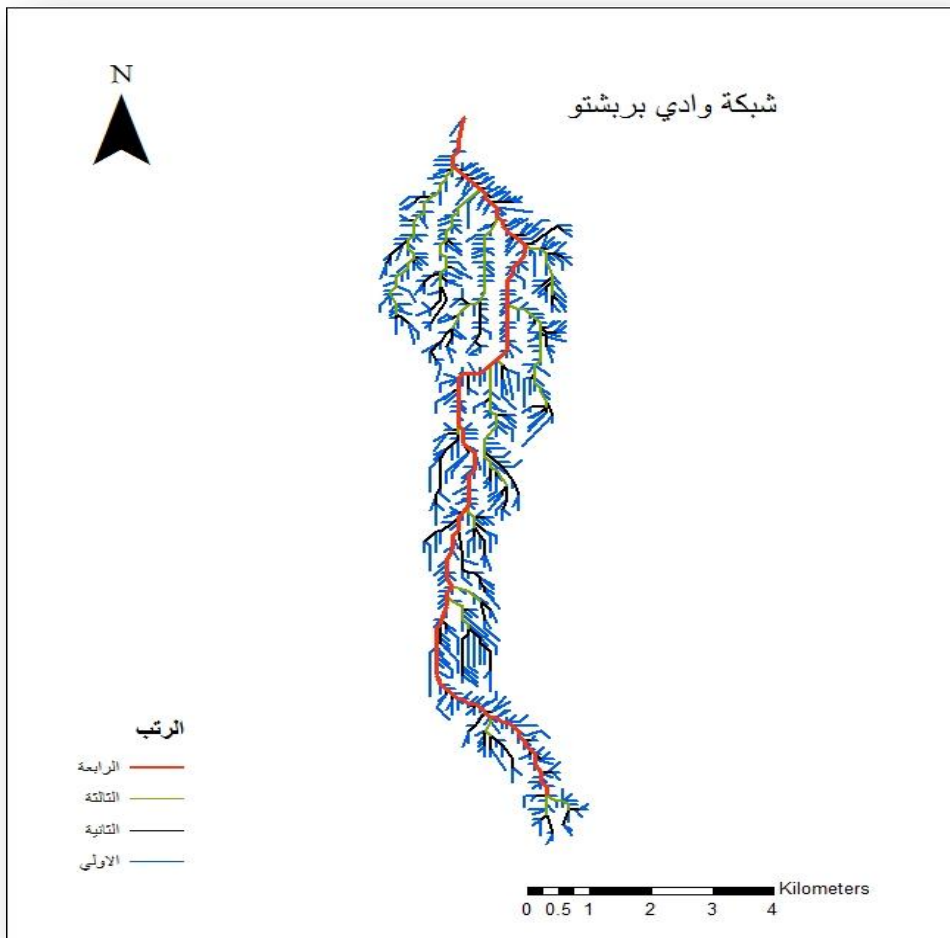 N
شبكة وادي بربشتو
الرتب
الرابعة
الثالثة
الثانية
الاولي
Kilometers
0 0.5 1 2 3 4